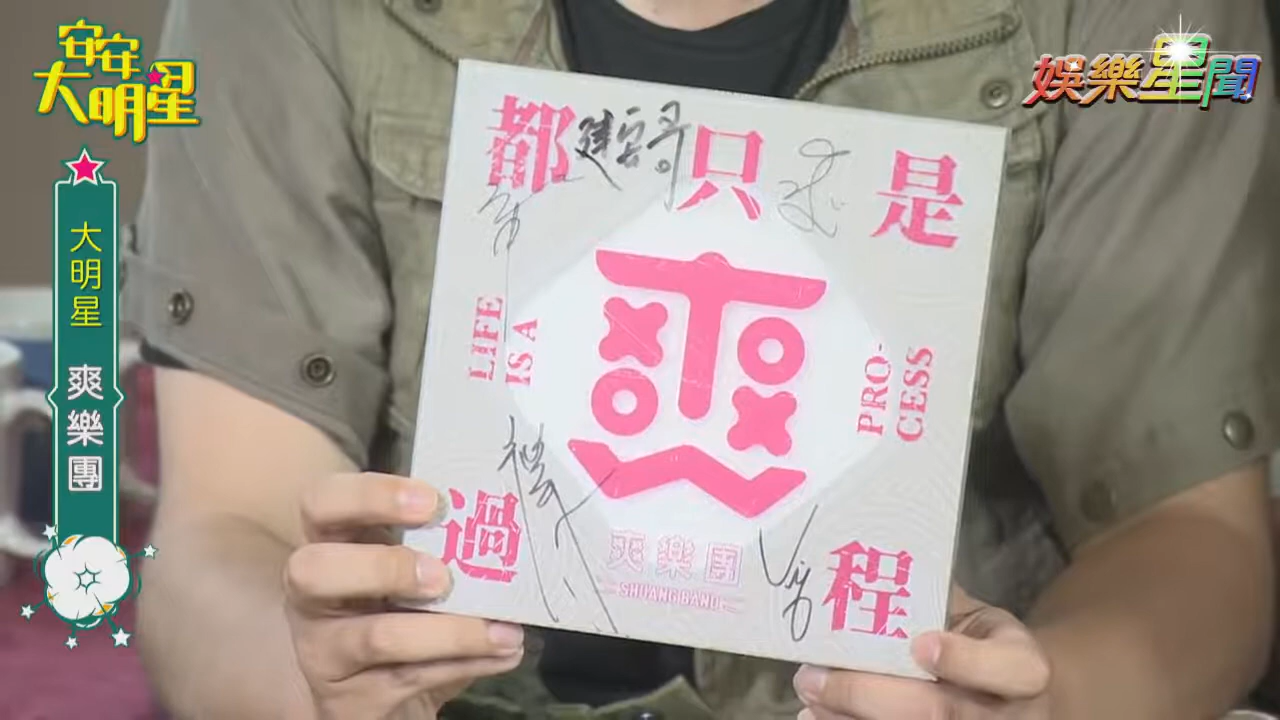 安安
大明星
娛樂星聞
大明星 爽樂團
都只是
LIFE
IS A
PRO-
CESS
過程
爽樂團
SHUANG BAND